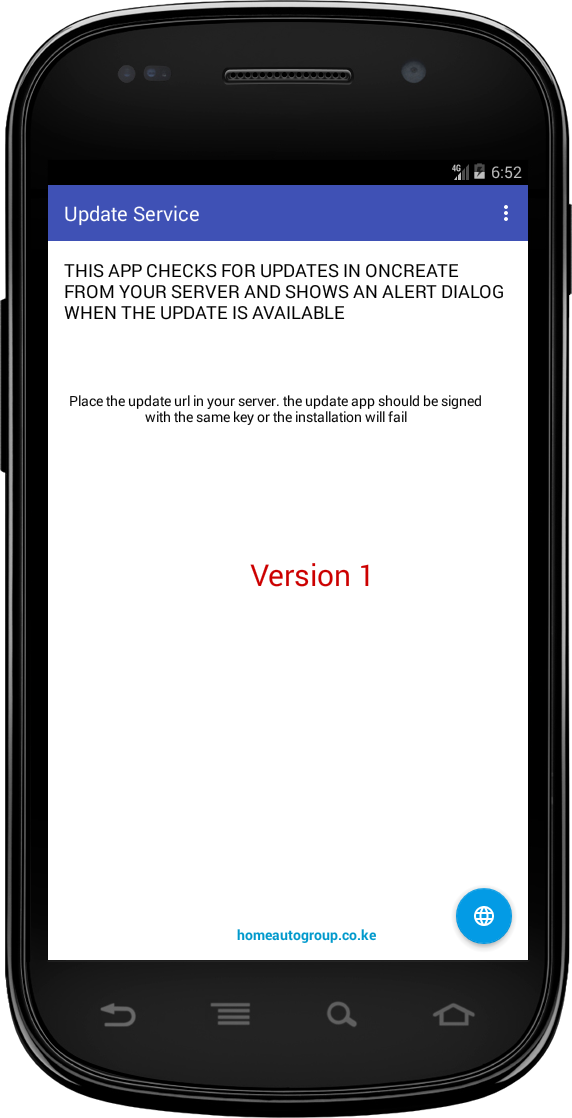 4G 6:52
Update Service
THIS APP CHECKS FOR UPDATES IN ONCREATE
FROM YOUR SERVER AND SHOWS AN ALERT DIALOG
WHEN THE UPDATE IS AVAILABLE
Place the update url in your server. the update app should be signed
with the same key or the installation will fail
Version 1
homeautogroup.co.ke